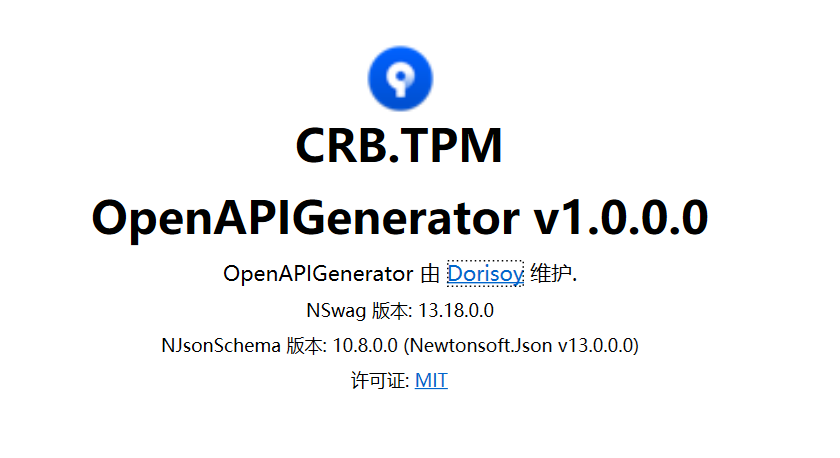 CRB.TPM
OpenAPIGenerator v1.0.0.0
OpenAPIGenerator 由 Dorisoy 维护.
NSwag 版本: 13.18.0.0
NJsonSchema 版本: 10.8.0.0 (Newtonsoft.Json v13.0.0.0)
许可证: MIT